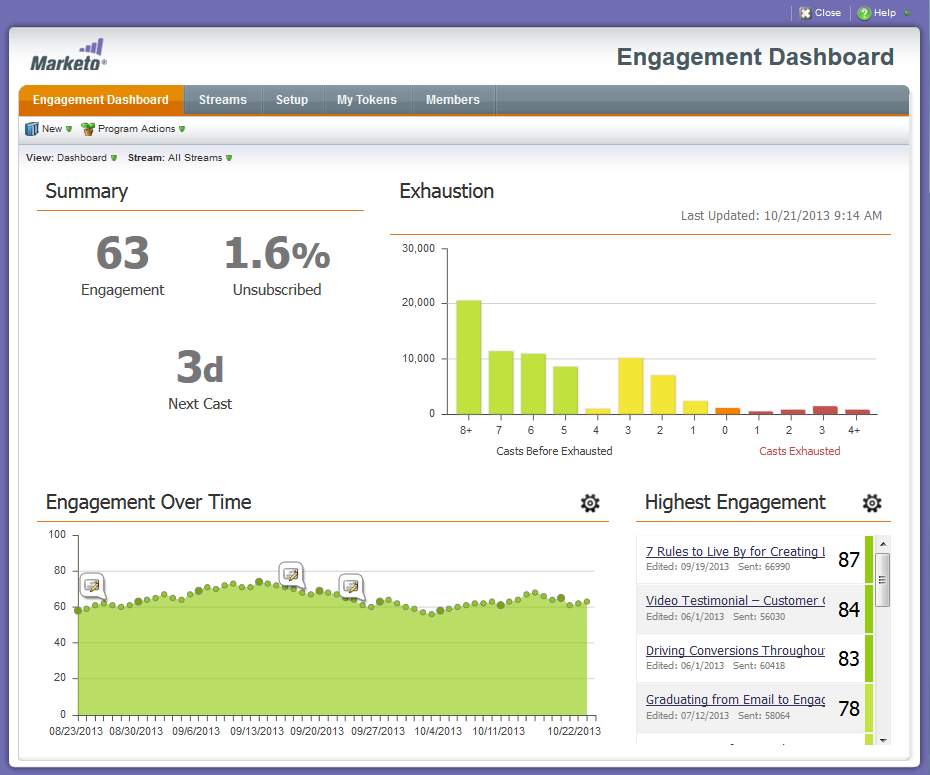 Close Help
Marketo®
Engagement Dashboard
Engagement Dashboard Streams Setup My Tokens Members
New Program Actions
View: Dashboard Stream: All Streams
Summary
63
Engagement
1.6%
Unsubscribed
3d
Next Cast
Exhaustion
Last Updated: 10/21/2013 9:14 AM
30,000
20,000
10,000
0
8+ 7 6 5 4 3 2 1 0 1 2 3 4+
Casts Before Exhausted Casts Exhausted
Engagement Over Time
100
80
60
40
20
0
08/23/2013 08/30/2013 09/6/2013 09/13/2013 09/20/2013 09/27/2013 10/4/2013 10/11/2013 10/22/2013
Highest Engagement
7 Rules to Live By for Creating
Edited: 09/19/2013 Sent: 66990
87
Video Testimonial – Customer
Edited: 06/1/2013 Sent: 56030
84
Driving Conversions Throughout
Edited: 06/1/2013 Sent: 60418
83
Graduating from Email to Engag
Edited: 07/12/2013 Sent: 58064
78